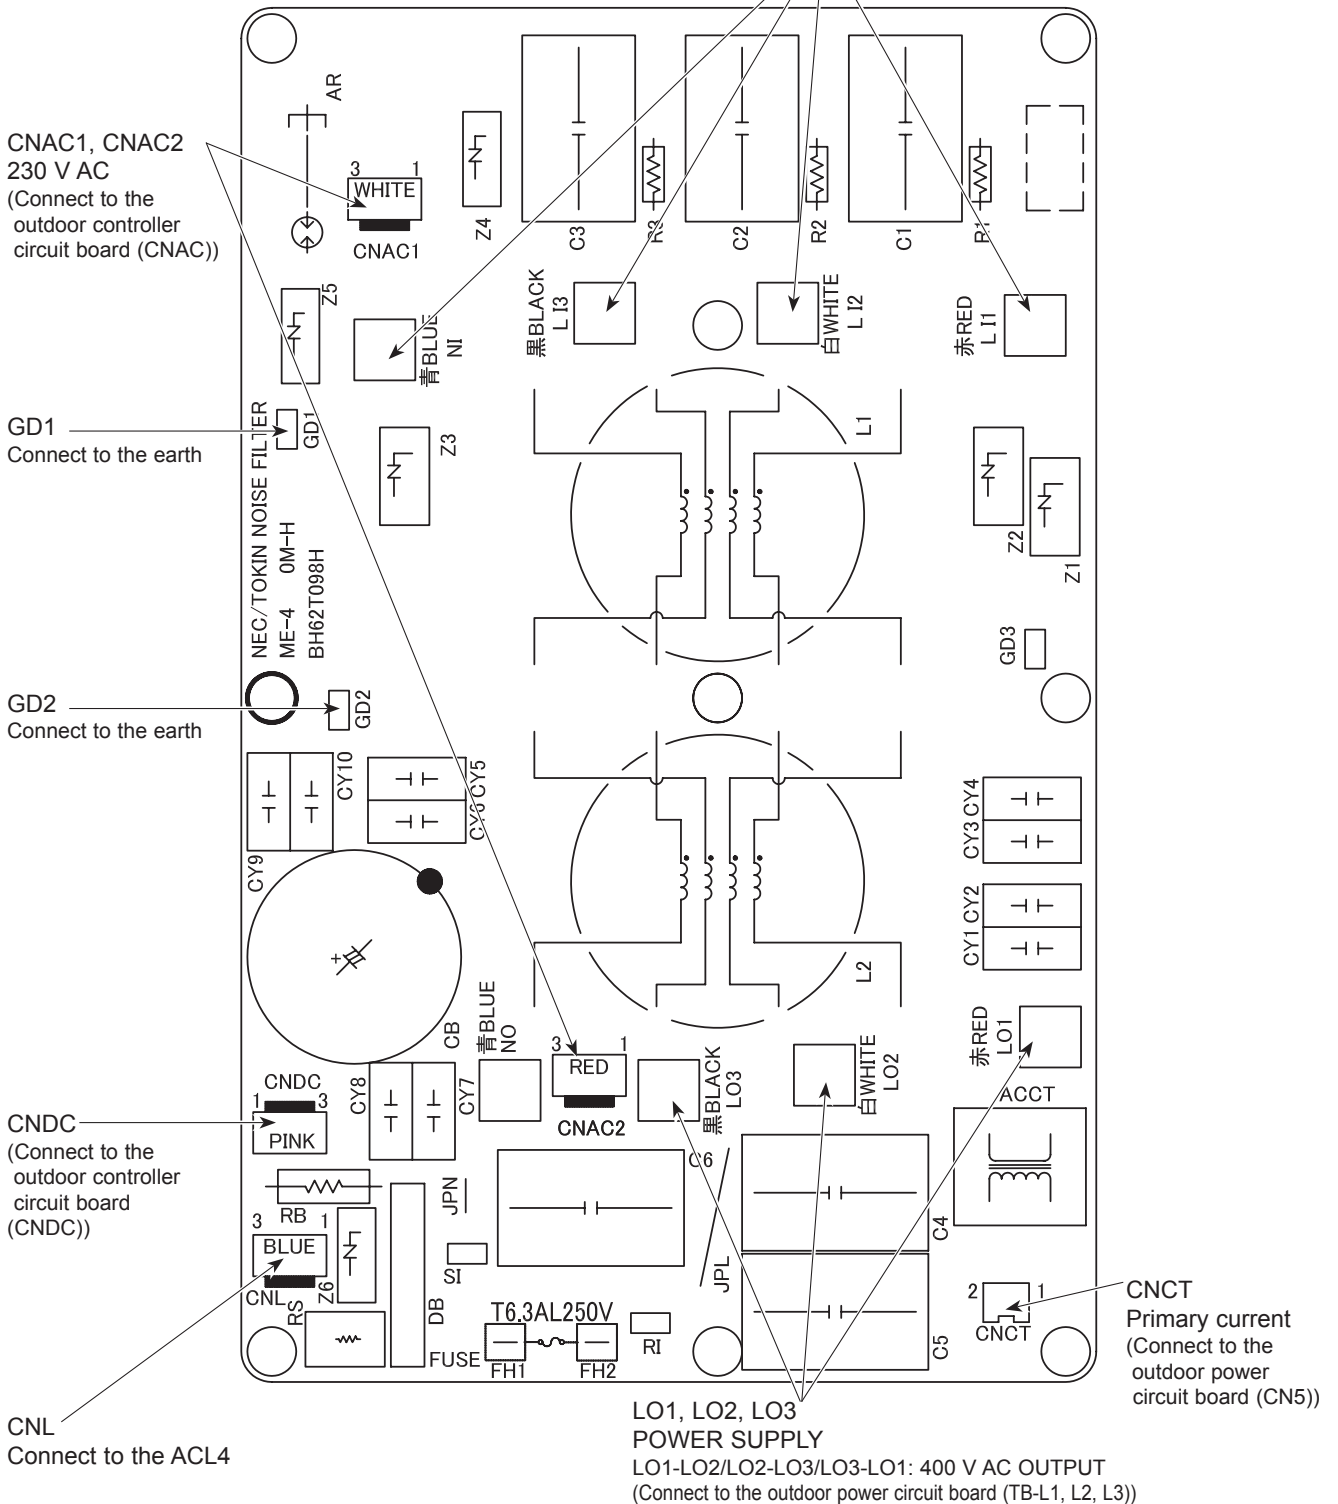 AR
CNAC1, CNAC2
230 V AC
(Connect to the
outdoor controller
circuit board (CNAC))
3 1
WHITE
CNAC1
Z4
C3
R3
C2
R2
C1
R1
Z5
青BLUE
NI
黒BLACK
L I3
白WHITE
L I2
赤RED
L I1
GD1
Connect to the earth
GD1
NEC/TOKIN NOISE FILTER
ME-4 0M-H
BH62T098H
Z3
L1
Z2
Z1
GD3
GD2
Connect to the earth
GD2
CY10
CY9
CY5
CY6
CY4
CY3
CY2
CY1
L2
CB
青BLUE
NO
3 1
RED
CNAC2
黒BLACK
LO3
白WHITE
LO2
赤RED
LO1
ACCT
CNDC
(Connect to the
outdoor controller
circuit board
(CNDC))
CNDC
1 3
PINK
CY8
CY7
RB
3 1
BLUE
CNL
Z6
RS
DB
JPN
SI
C6
JPL
C4
C5
T6.3AL250V
FUSE
FH1
FH2
RI
2 1
CNCT
CNCT
Primary current
(Connect to the
outdoor power
circuit board (CN5))
CNL
Connect to the ACL4
LO1, LO2, LO3
POWER SUPPLY
LO1-LO2/LO2-LO3/LO3-LO1: 400 V AC OUTPUT
(Connect to the outdoor power circuit board (TB-L1, L2, L3))